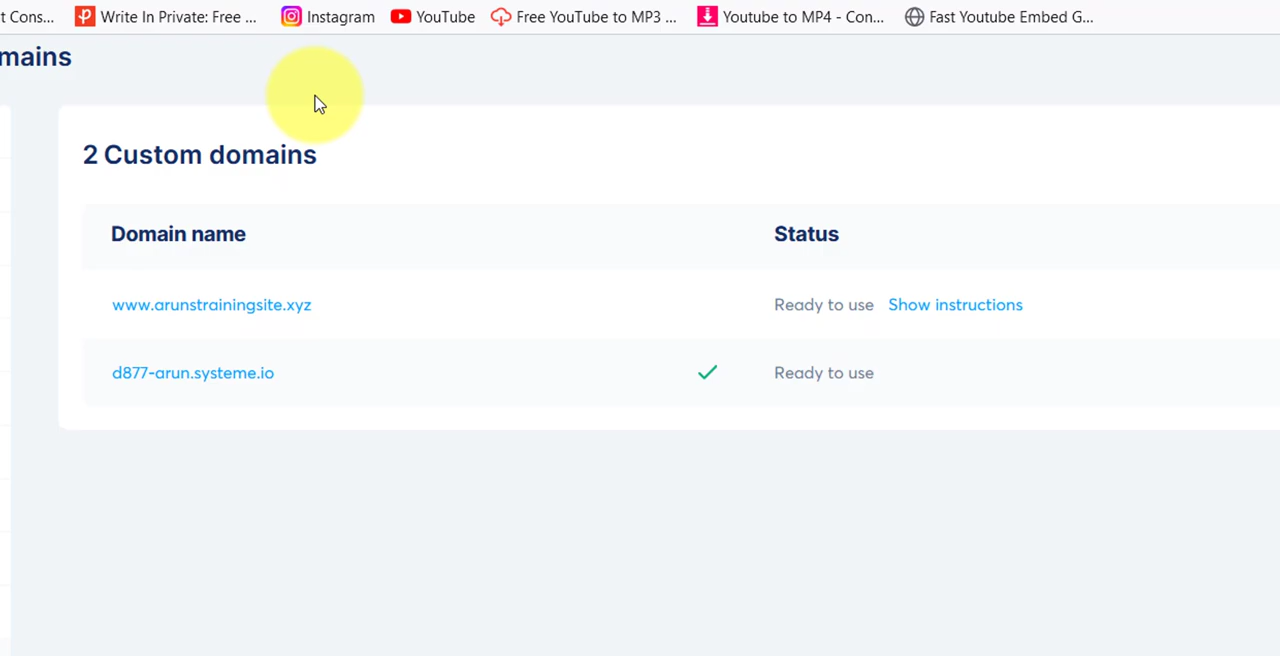 t Cons... Write In Private: Free ... Instagram YouTube Free YouTube to MP3 ... Youtube to MP4 - Con... Fast Youtube Embed G...
mains
2 Custom domains
Domain name Status
www.arunstrainingsite.xyz Ready to use Show instructions
d877-arun.systeme.io Ready to use